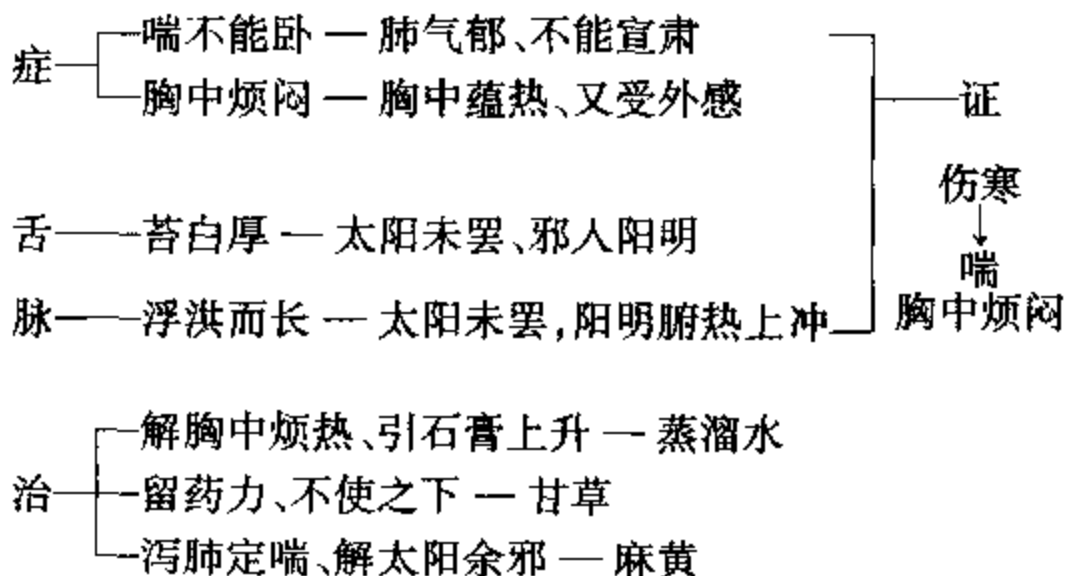 症
喘不能卧 — 肺气郁、不能宣肃
胸中烦闷 — 胸中蕴热、又受外感
证
伤寒
喘
胸中烦闷
舌——苔白厚 — 太阳未罢、邪人阳明
脉——浮洪而长 — 太阳未罢,阳明腑热上冲
治
解胸中烦热、引石膏上升 — 蒸溜水
留药力、不使之下 — 甘草
泻肺定喘、解太阳余邪 — 麻黄